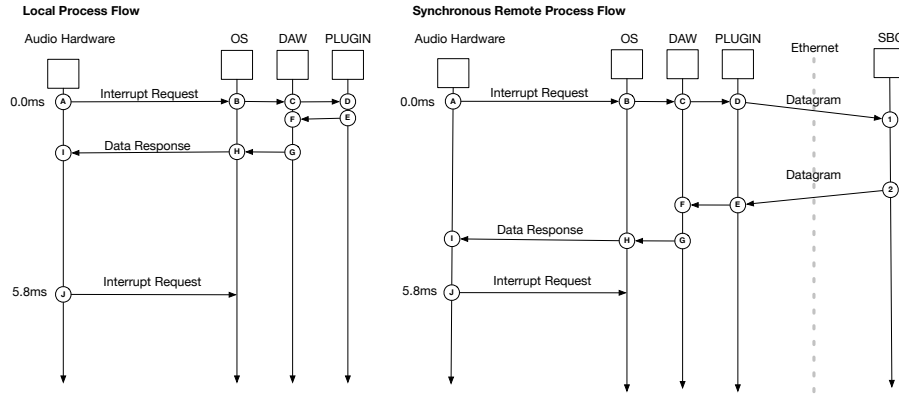 Local Process Flow
Audio Hardware OS DAW PLUGIN
0.0ms A Interrupt Request B C D
F E
I Data Response H G
5.8ms J Interrupt Request
Synchronous Remote Process Flow
Audio Hardware OS DAW PLUGIN Ethernet SBC
0.0ms A Interrupt Request B C D Datagram
1
Datagram 2
F E
I Data Response H G
5.8ms J Interrupt Request